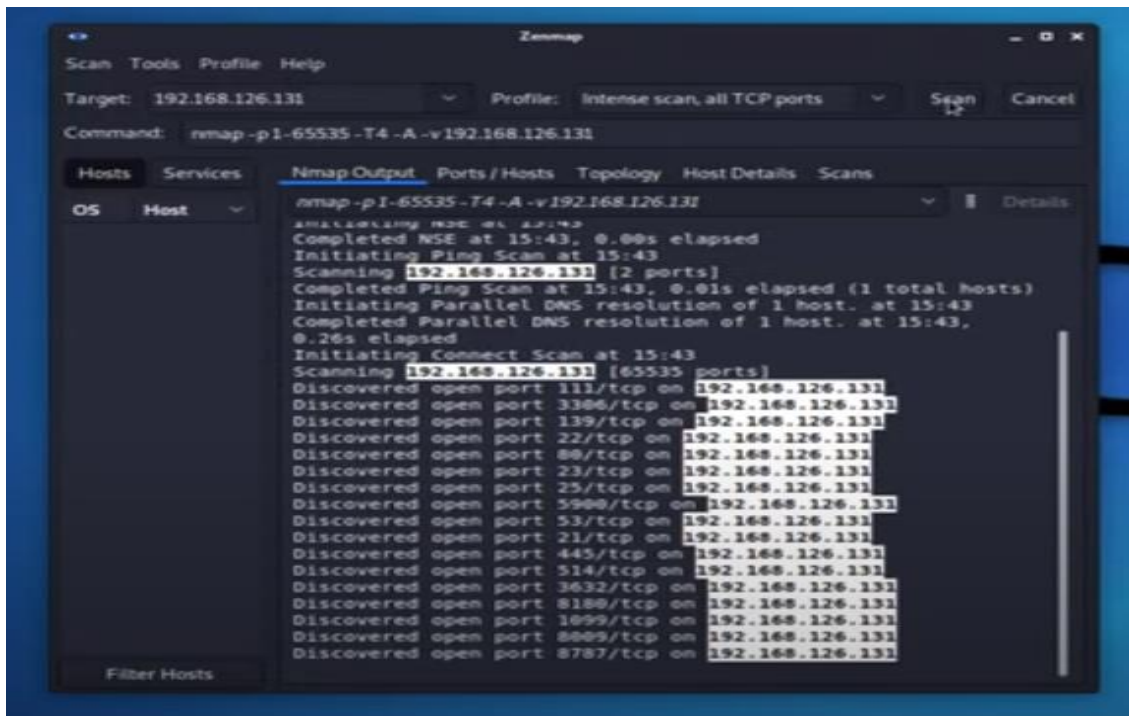 Zenmap
Scan Tools Profile Help
Target: 192.168.126.131 Profile: Intense scan, all TCP ports Scan Cancel
Command: nmap -p 1-65535 -T4 -A -v 192.168.126.131
Hosts Services Nmap Output Ports / Hosts Topology Host Details Scans
OS Host nmap -p 1-65535 -T4 -A -v 192.168.126.131 Details
Initiating NSE at 15:43
Completed NSE at 15:43, 0.00s elapsed
Initiating Ping Scan at 15:43
Scanning 192.168.126.131 [2 ports]
Completed Ping Scan at 15:43, 0.01s elapsed (1 total hosts)
Initiating Parallel DNS resolution of 1 host. at 15:43
Completed Parallel DNS resolution of 1 host. at 15:43,
0.26s elapsed
Initiating Connect Scan at 15:43
Scanning 192.168.126.131 [65535 ports]
Discovered open port 111/tcp on 192.168.126.131
Discovered open port 3306/tcp on 192.168.126.131
Discovered open port 139/tcp on 192.168.126.131
Discovered open port 22/tcp on 192.168.126.131
Discovered open port 80/tcp on 192.168.126.131
Discovered open port 23/tcp on 192.168.126.131
Discovered open port 25/tcp on 192.168.126.131
Discovered open port 5900/tcp on 192.168.126.131
Discovered open port 53/tcp on 192.168.126.131
Discovered open port 21/tcp on 192.168.126.131
Discovered open port 445/tcp on 192.168.126.131
Discovered open port 514/tcp on 192.168.126.131
Discovered open port 3632/tcp on 192.168.126.131
Discovered open port 8180/tcp on 192.168.126.131
Discovered open port 1099/tcp on 192.168.126.131
Discovered open port 8009/tcp on 192.168.126.131
Discovered open port 8787/tcp on 192.168.126.131
Filter Hosts